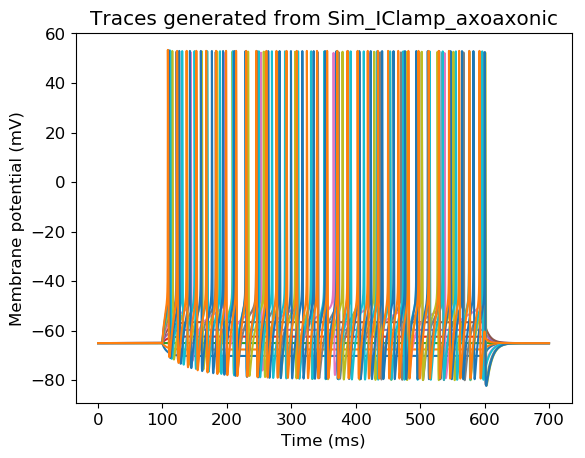 Traces generated from Sim_IClamp_axoaxonic
Membrane potential (mV)
60
40
20
0
−20
−40
−60
−80
0 100 200 300 400 500 600 700
Time (ms)